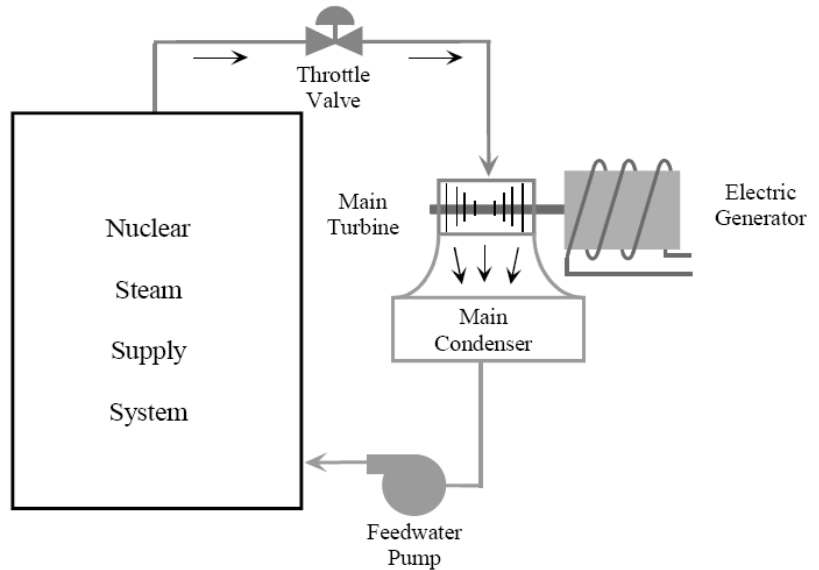 Throttle
Valve
Main
Turbine
Electric
Generator
Nuclear
Steam
Supply
System
Main
Condenser
Feedwater
Pump